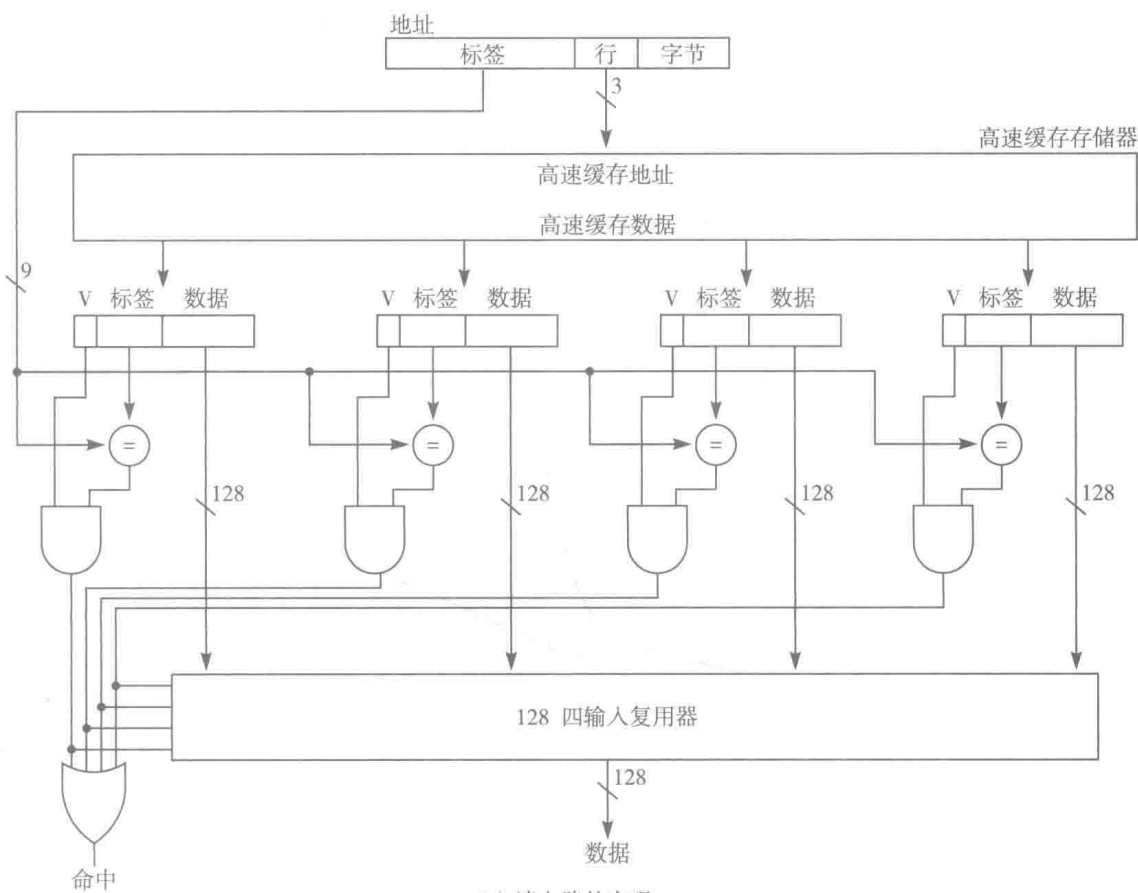 地址
标签 行 字节
3
高速缓存存储器
高速缓存地址
高速缓存数据
9
V 标签 数据 V 标签 数据 V 标签 数据 V 标签 数据
= = = =
128 128 128 128
128 四输入复用器
128
数据
命中